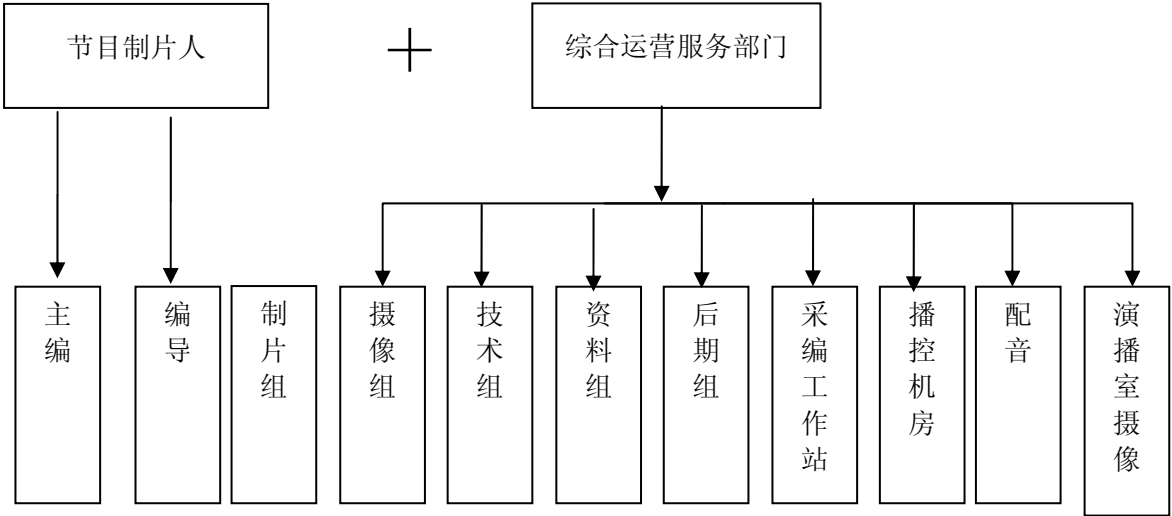 节目制片人
综合运营服务部门
主编
编导
制片组
摄像组
技术组
资料组
后期组
采编工作站
播控机房
配音
演播室摄像